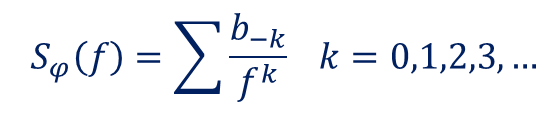 S_φ(f) = ∑ b_{−k}/f^k   k = 0,1,2,3, …